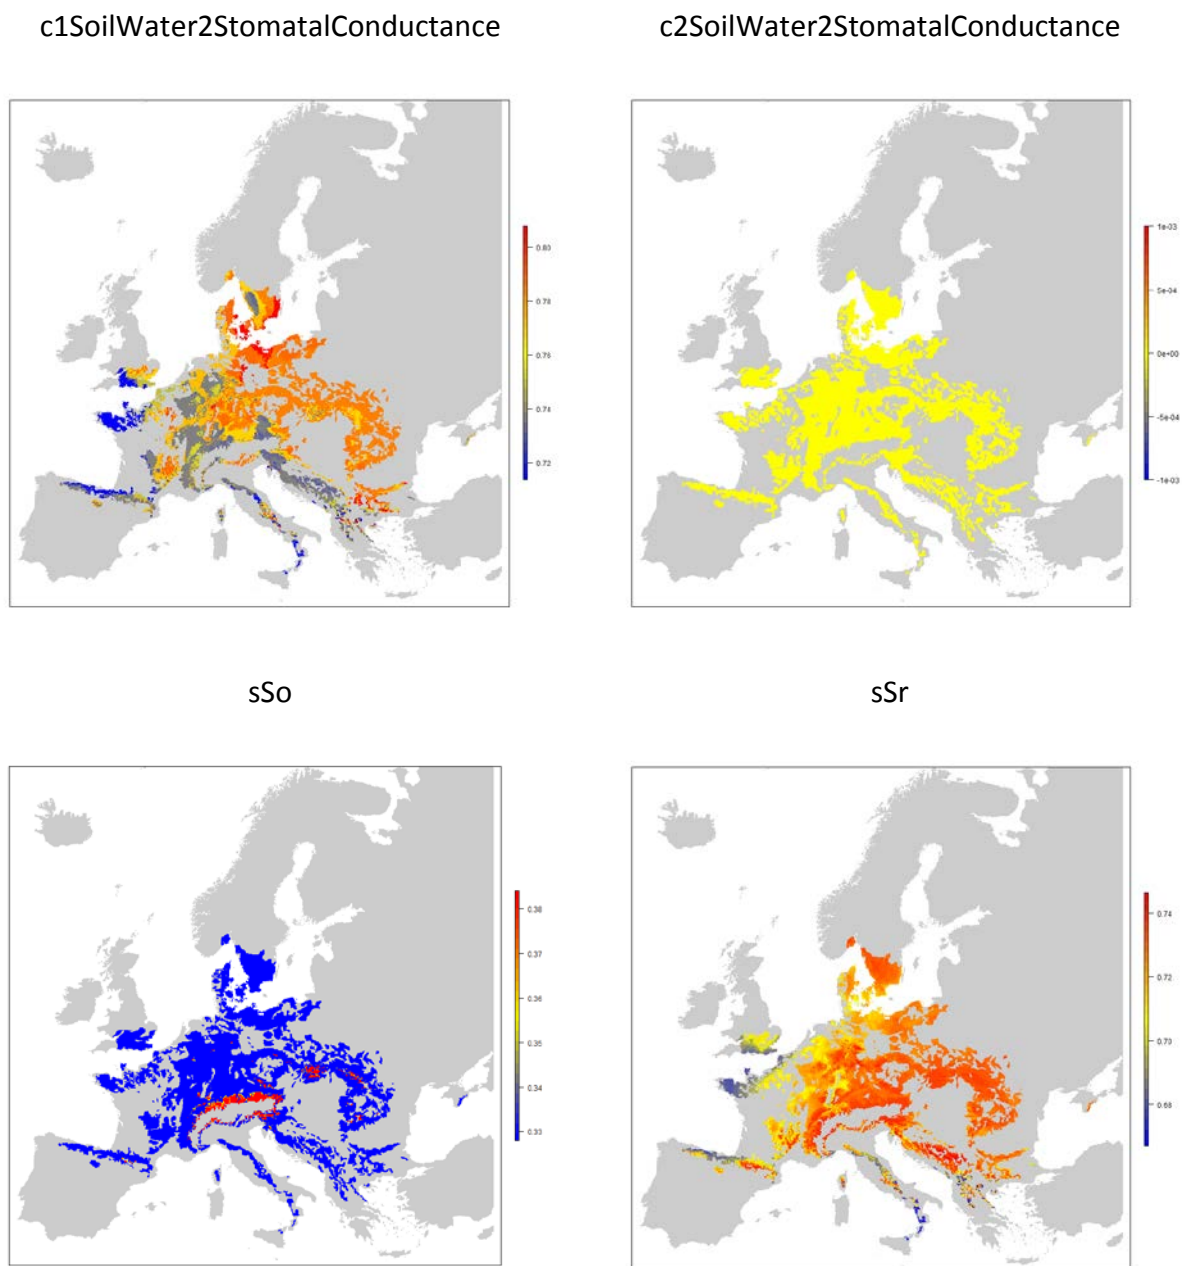 c1SoilWater2StomatalConductance
c2SoilWater2StomatalConductance
0.80
0.78
0.76
0.74
0.72
1e-03
5e-04
0e+00
-5e-04
-1e-03
sSo
sSr
0.38
0.37
0.36
0.35
0.34
0.33
0.74
0.72
0.70
0.68